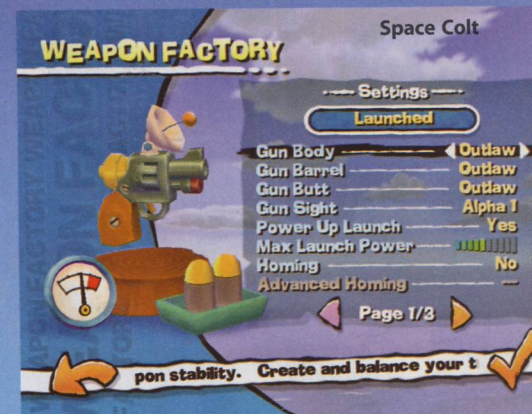 Space Colt
WEAPON FACTORY
Settings
Launched
Gun Body Outlaw
Gun Barrel Outlaw
Gun Butt Outlaw
Gun Sight Alpha 1
Power Up Launch Yes
Max Launch Power
Homing No
Advanced Homing —
Page 1/3
pon stability. Create and balance your t